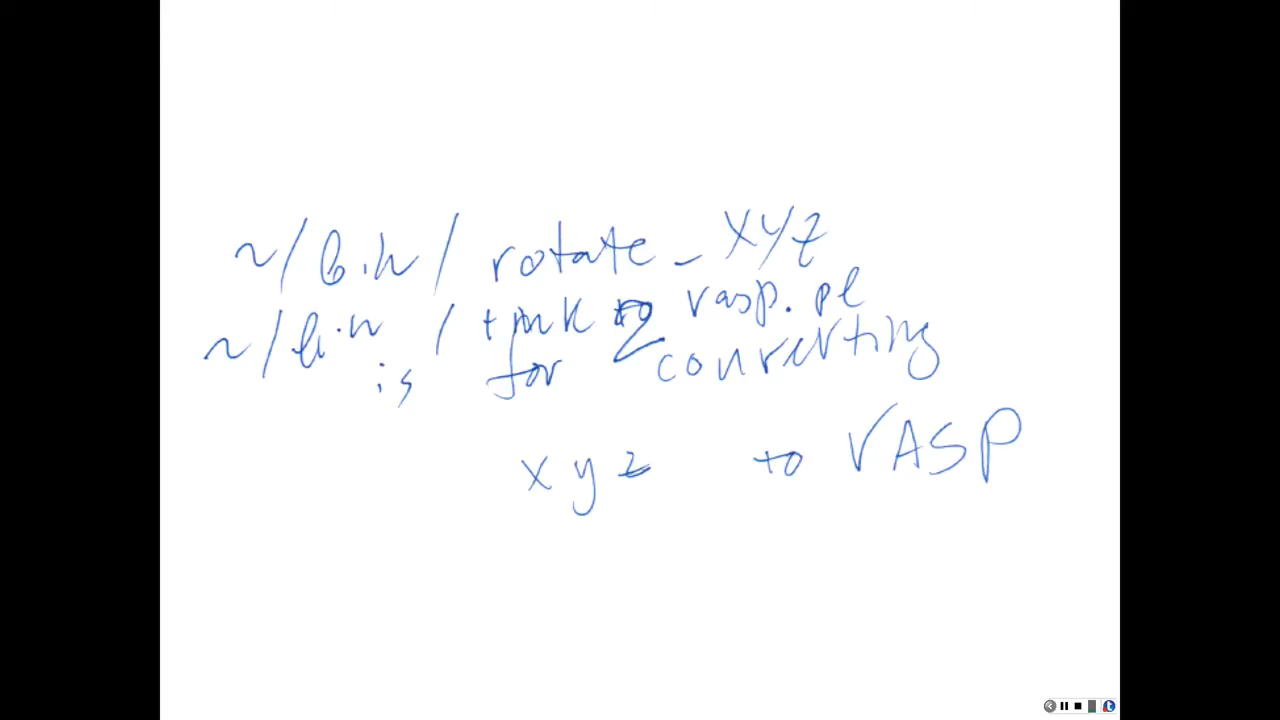 ~/bin/rotate_xyz
~/bin/tmk2vasp.pl
is for converting
xyz to VASP